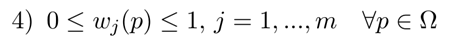 4) 0 ≤ w_j(p) ≤ 1, j = 1, ..., m ∀p ∈ Ω